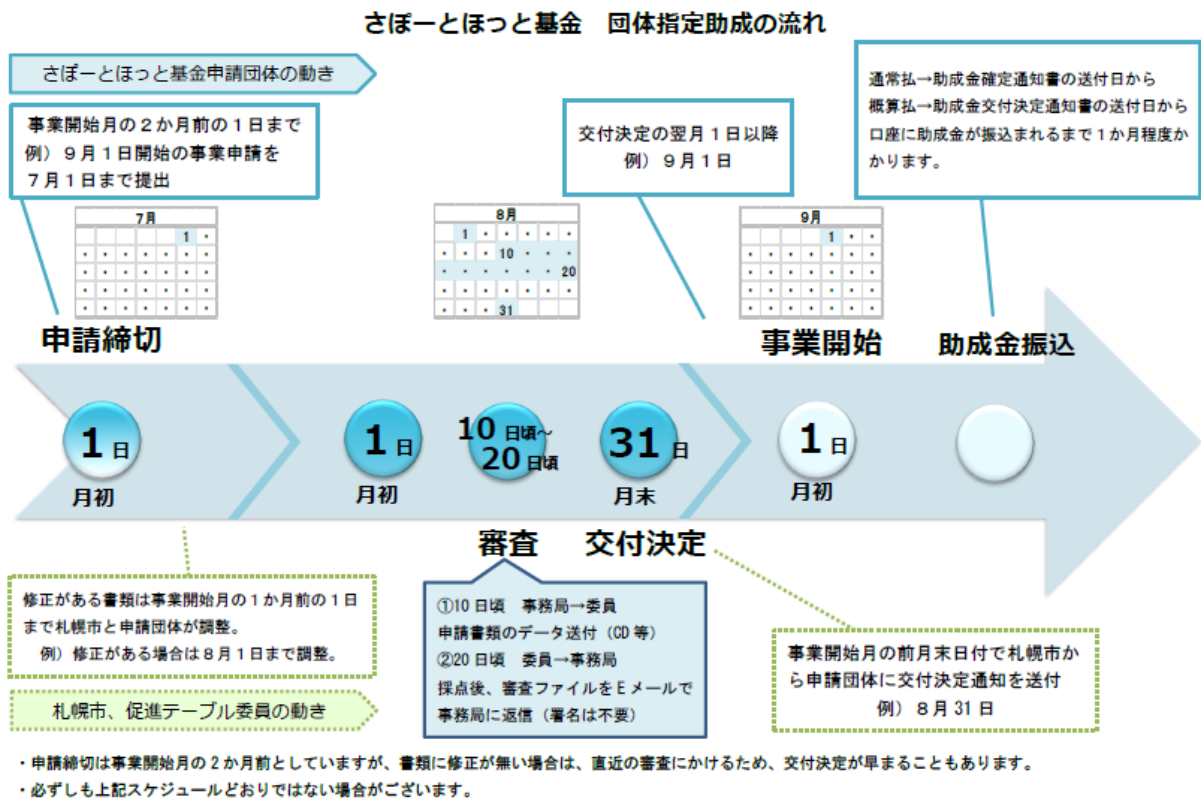 さぽーとほっと基金　団体指定助成の流れ
さぽーとほっと基金申請団体の動き
事業開始月の２か月前の１日まで
例）９月１日開始の事業申請を
７月１日まで提出
交付決定の翌月１日以降
例）９月１日
通常払→助成金確定通知書の送付日から
概算払→助成金交付決定通知書の送付日から
口座に助成金が振込まれるまで１か月程度か
かります。
7月
1
8月
1
10
20
31
9月
1
申請締切
事業開始
助成金振込
1日
月初
1日
月初
10日頃～
20日頃
31日
月末
1日
月初
審査
交付決定
修正がある書類は事業開始月の１か月前の１日
まで札幌市と申請団体が調整。
例）修正がある場合は８月１日まで調整。
①10日頃　事務局→委員
申請書類のデータ送付（CD等）
②20日頃　委員→事務局
採点後、審査ファイルをＥメールで
事務局に返信（署名は不要）
事業開始月の前月末日付で札幌市か
ら申請団体に交付決定通知を送付
例）８月31日
札幌市、促進テーブル委員の動き
・申請締切は事業開始月の２か月前としていますが、書類に修正が無い場合は、直近の審査にかけるため、交付決定が早まることもあります。
・必ずしも上記スケジュールどおりではない場合がございます。